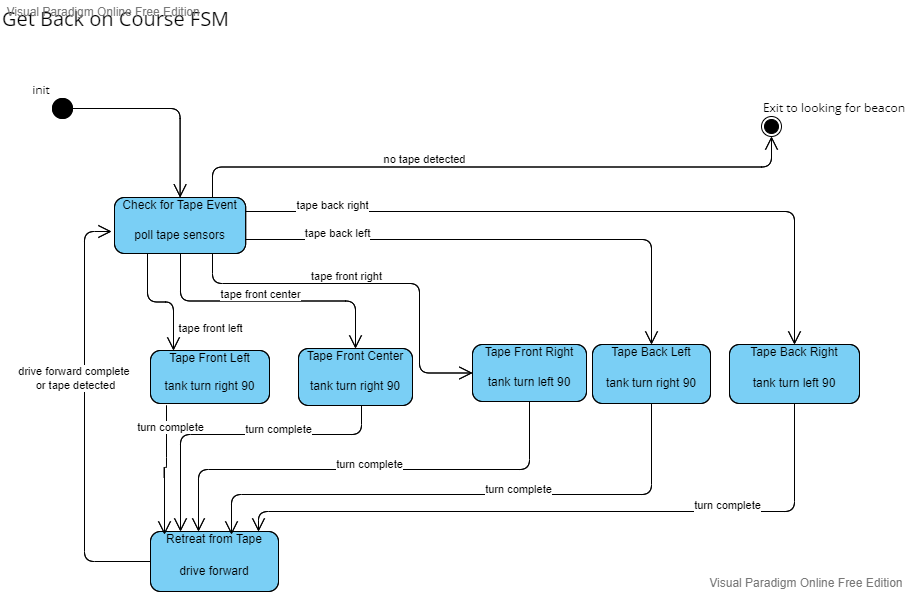 Visual Paradigm Online Free Edition
Get Back on Course FSM
init
Exit to looking for beacon
no tape detected
Check for Tape Event
poll tape sensors
tape back right
tape back left
tape front right
tape front center
tape front left
Tape Front Left
tank turn right 90
Tape Front Center
tank turn right 90
Tape Front Right
tank turn left 90
Tape Back Left
tank turn right 90
Tape Back Right
tank turn left 90
drive forward complete
or tape detected
turn complete
turn complete
turn complete
turn complete
turn complete
Retreat from Tape
drive forward
Visual Paradigm Online Free Edition